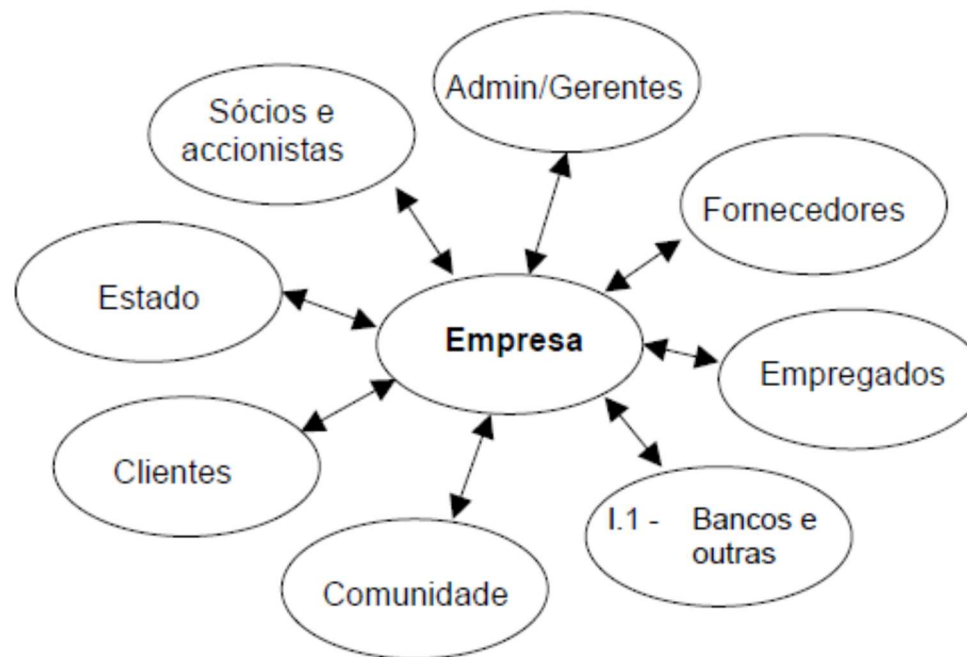 Admin/Gerentes
Sócios e
accionistas
Fornecedores
Estado
Empresa
Empregados
Clientes
I.1 - Bancos e
outras
Comunidade